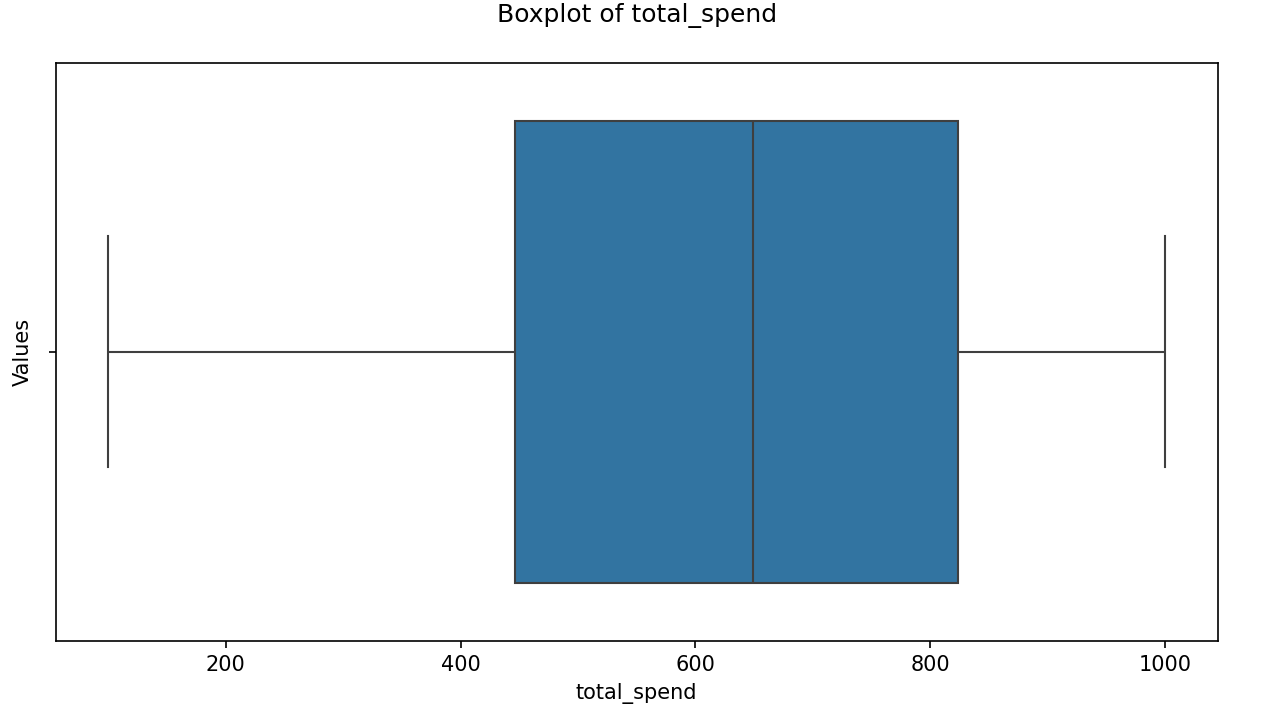 Boxplot of total_spend
Values
200 400 600 800 1000
total_spend